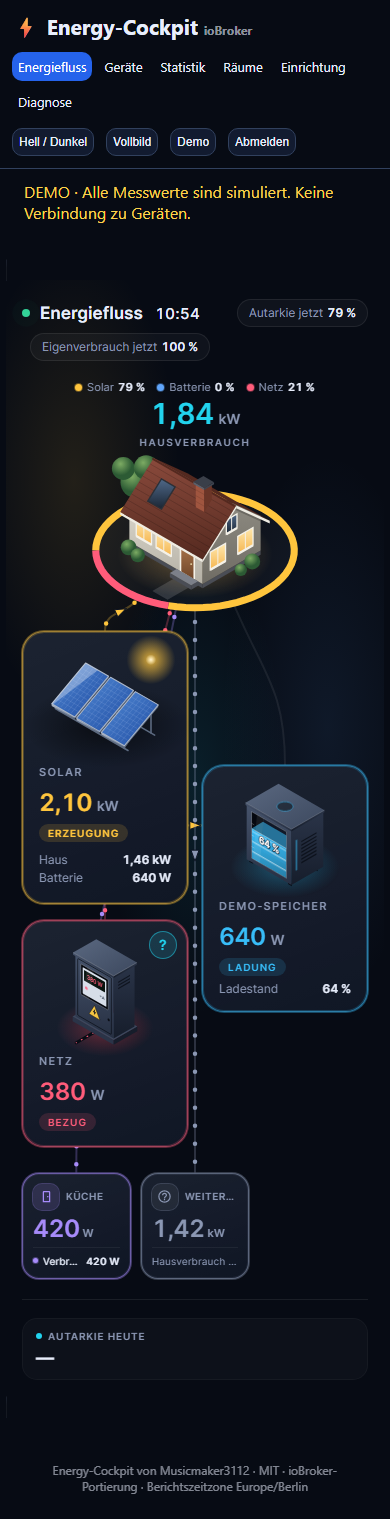 Energy-Cockpit ioBroker
Energiefluss Geräte Statistik Räume Einrichtung
Diagnose
Hell / Dunkel Vollbild Demo Abmelden
DEMO · Alle Messwerte sind simuliert. Keine
Verbindung zu Geräten.
Energiefluss 10:54 Autarkie jetzt 79 %
Eigenverbrauch jetzt 100 %
Solar 79 % Batterie 0 % Netz 21 %
1,84 kW
HAUSVERBRAUCH
SOLAR
2,10 kW
ERZEUGUNG
Haus 1,46 kW
Batterie 640 W
64 %
DEMO-SPEICHER
640 W
LADUNG
Ladestand 64 %
?
380 W
NETZ
380 W
BEZUG
KÜCHE
420 W
Verbr... 420 W
WEITER...
1,42 kW
Hausverbrauch ...
AUTARKIE HEUTE
—
Energy-Cockpit von Musicmaker3112 · MIT · ioBroker-
Portierung · Berichtszeitzone Europe/Berlin